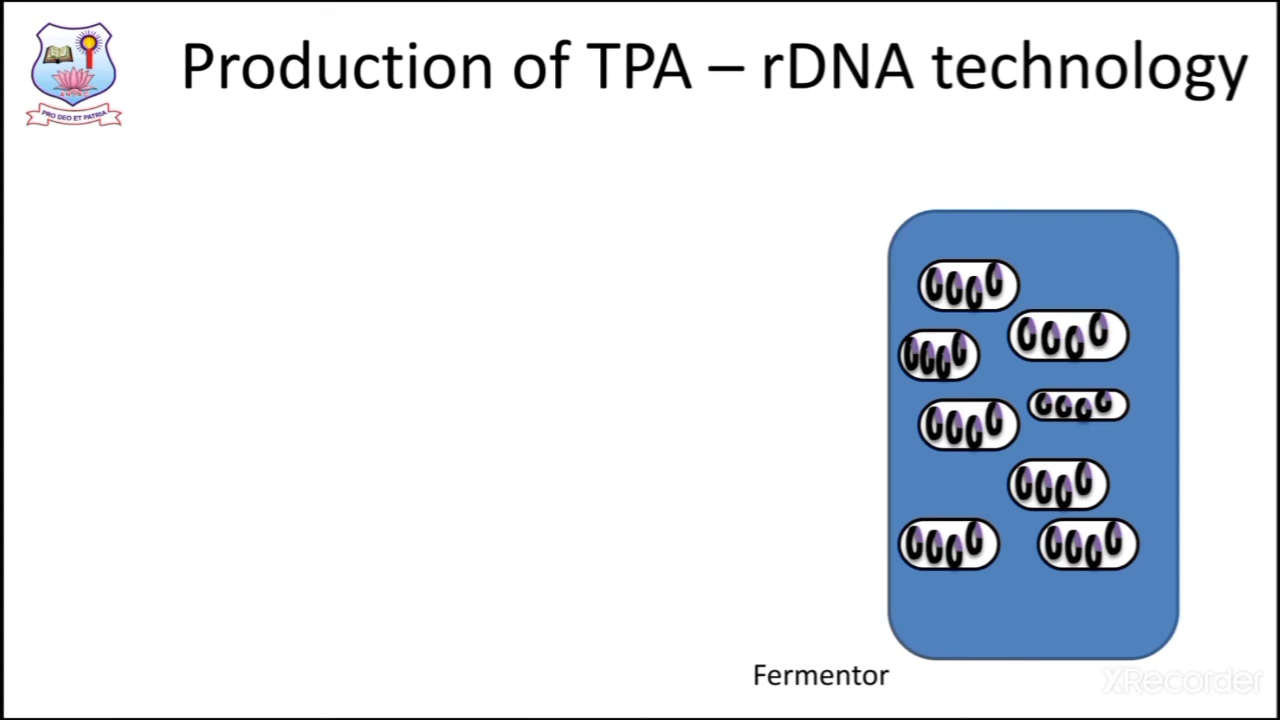 Production of TPA – rDNA technology
PRO DEO ET PATRIA
Fermentor
XRecorder